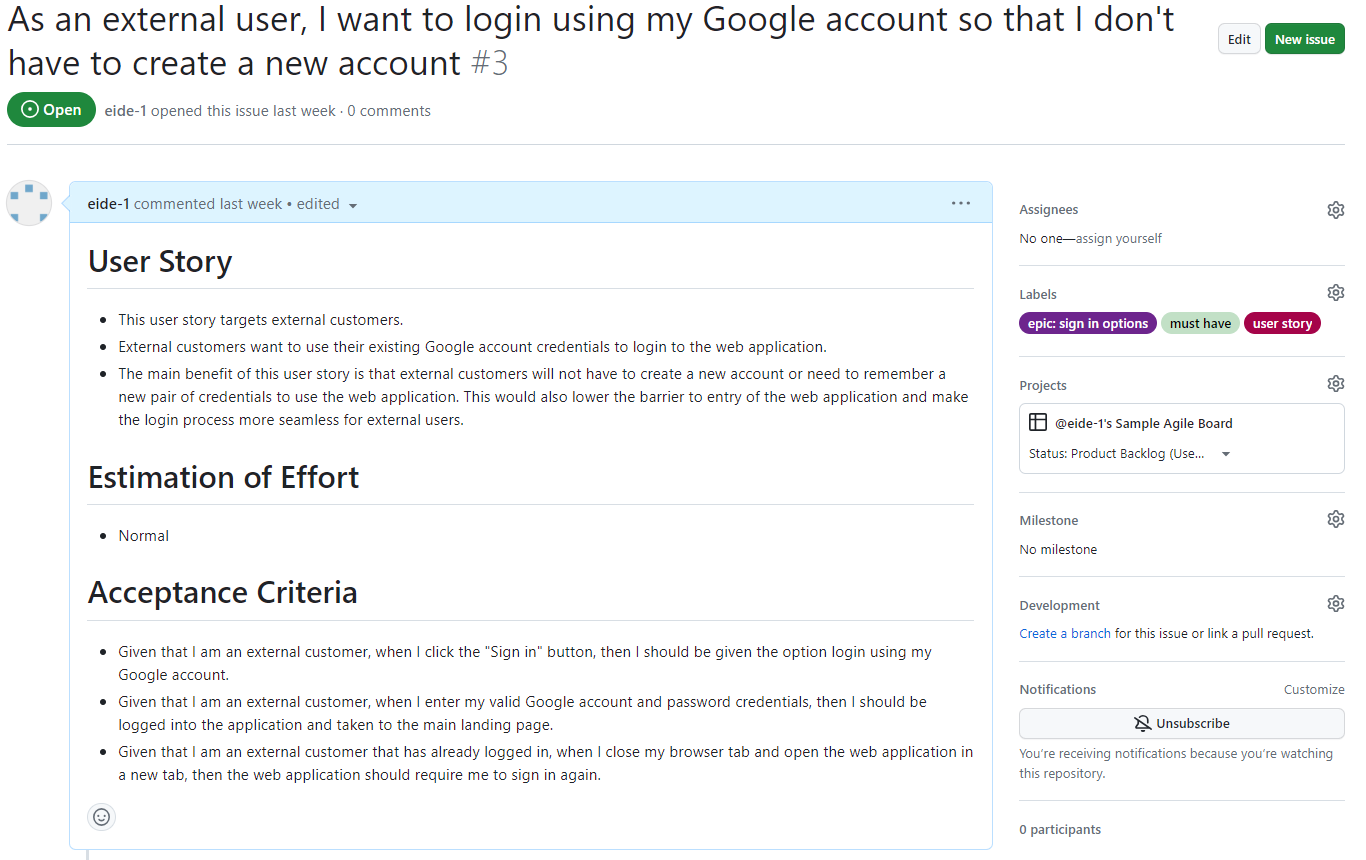 As an external user, I want to login using my Google account so that I don't
have to create a new account #3
Edit
New issue
Open
eide-1 opened this issue last week · 0 comments
eide-1 commented last week • edited
User Story
This user story targets external customers.
External customers want to use their existing Google account credentials to login to the web application.
The main benefit of this user story is that external customers will not have to create a new account or need to remember a
new pair of credentials to use the web application. This would also lower the barrier to entry of the web application and make
the login process more seamless for external users.
Estimation of Effort
Normal
Acceptance Criteria
Given that I am an external customer, when I click the "Sign in" button, then I should be given the option login using my
Google account.
Given that I am an external customer, when I enter my valid Google account and password credentials, then I should be
logged into the application and taken to the main landing page.
Given that I am an external customer that has already logged in, when I close my browser tab and open the web application in
a new tab, then the web application should require me to sign in again.
Assignees
No one—assign yourself
Labels
epic: sign in options
must have
user story
Projects
@eide-1's Sample Agile Board
Status: Product Backlog (Use...
Milestone
No milestone
Development
Create a branch for this issue or link a pull request.
Notifications
Customize
Unsubscribe
You're receiving notifications because you're watching
this repository.
0 participants